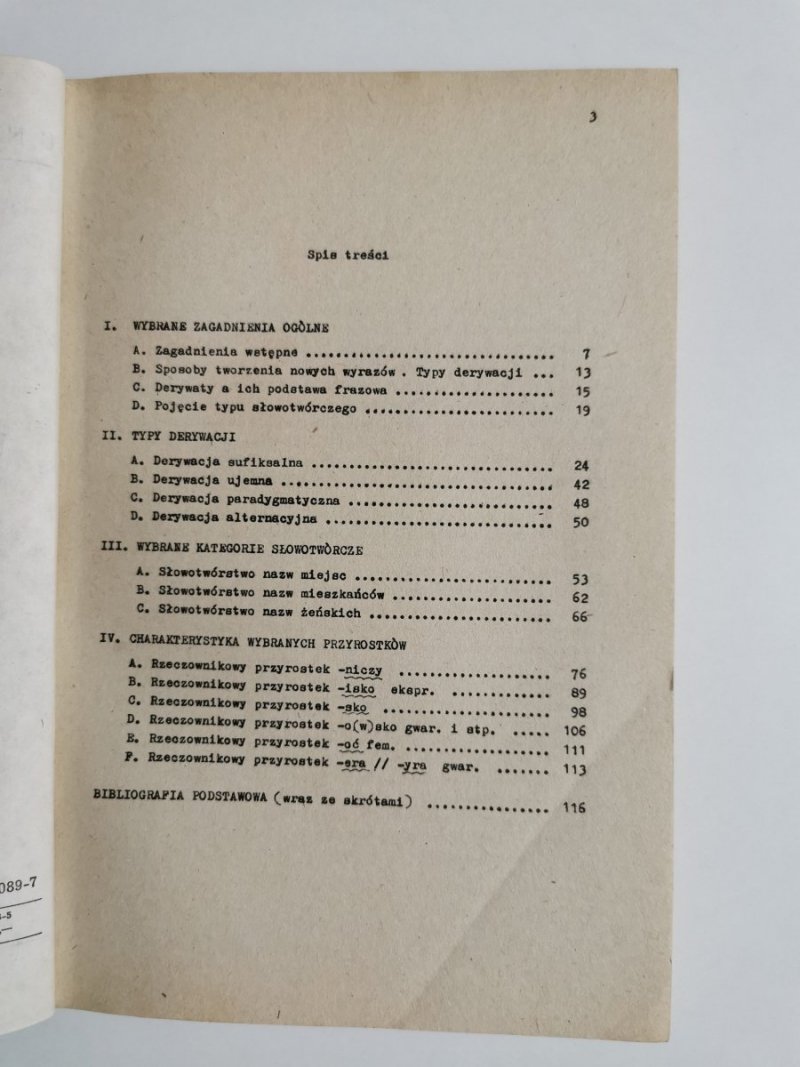 3
Spis treści
I. WYBRANE ZAGADNIENIA OGÓLNE
A. Zagadnienia wstępne ................................. 7
B. Sposoby tworzenia nowych wyrazów . Typy derywacji ... 13
C. Derywaty a ich podstawa frazowa ..................... 15
D. Pojęcie typu słowotwórczego ......................... 19
II. TYPY DERYWACJI
A. Derywacja sufiksalna ................................ 24
B. Derywacja ujemna .................................... 42
C. Derywacja paradygmatyczna ........................... 48
D. Derywacja alternacyjna .............................. 50
III. WYBRANE KATEGORIE SŁOWOTWÓRCZE
A. Słowotwórstwo nazw miejsc .......................... 53
B. Słowotwórstwo nazw mieszkańców ..................... 62
C. Słowotwórstwo nazw żeńskich ........................ 66
IV. CHARAKTERYSTYKA WYBRANYCH PRZYROSTKÓW
A. Rzeczownikowy przyrostek -niczy .................... 76
B. Rzeczownikowy przyrostek -isko ekspr. ............. 89
C. Rzeczownikowy przyrostek -sko ...................... 98
D. Rzeczownikowy przyrostek -o(w)sko gwar. i stp. ..... 106
E. Rzeczownikowy przyrostek -oć fem. ................... 111
F. Rzeczownikowy przyrostek -era // -yra gwar. ....... 113
BIBLIOGRAFIA PODSTAWOWA (wraz ze skrótami) ................ 116
089-7
-5